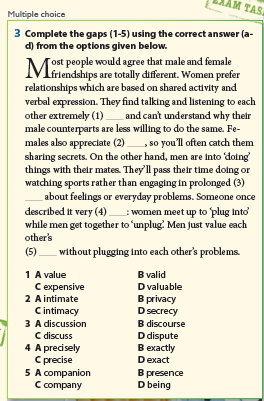 EXAM TAS
Multiple choice
3 Complete the gaps (1-5) using the correct answer (a-
d) from the options given below.
Most people would agree that male and female
friendships are totally different. Women prefer
relationships which are based on shared activity and
verbal expression. They find talking and listening to each
other extremely (1) ____ and can't understand why their
male counterparts are less willing to do the same. Fe-
males also appreciate (2) ____, so you'll often catch them
sharing secrets. On the other hand, men are into 'doing'
things with their mates. They'll pass their time doing or
watching sports rather than engaging in prolonged (3)
____ about feelings or everyday problems. Someone once
described it very (4) ____: women meet up to 'plug into'
while men get together to 'unplug'. Men just value each
other's
(5) ____ without plugging into each other's problems.
1 A value B valid
C expensive D valuable
2 A intimate B privacy
C intimacy D secrecy
3 A discussion B discourse
C discuss D dispute
4 A precisely B exactly
C precise D exact
5 A companion B presence
C company D being